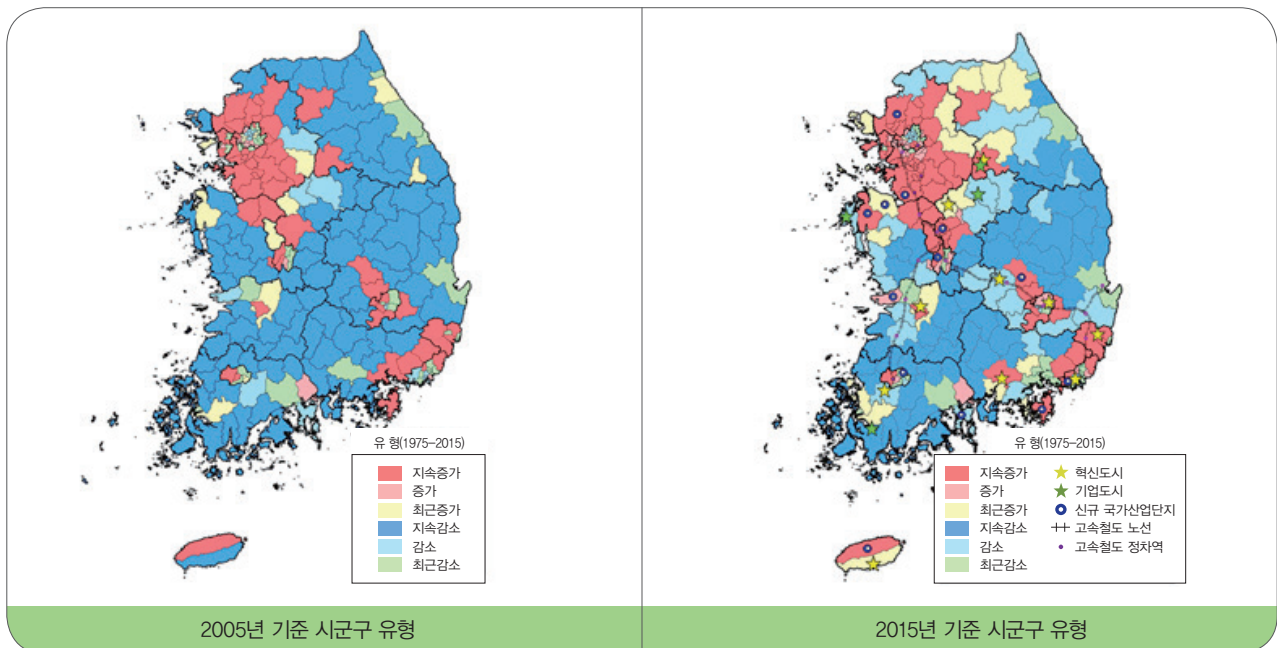 유 형(1975-2015)
지속증가
증가
최근증가
지속감소
감소
최근감소
2005년 기준 시군구 유형
유 형(1975-2015)
지속증가
증가
최근증가
지속감소
감소
최근감소
혁신도시
기업도시
신규 국가산업단지
고속철도 노선
고속철도 정차역
2015년 기준 시군구 유형